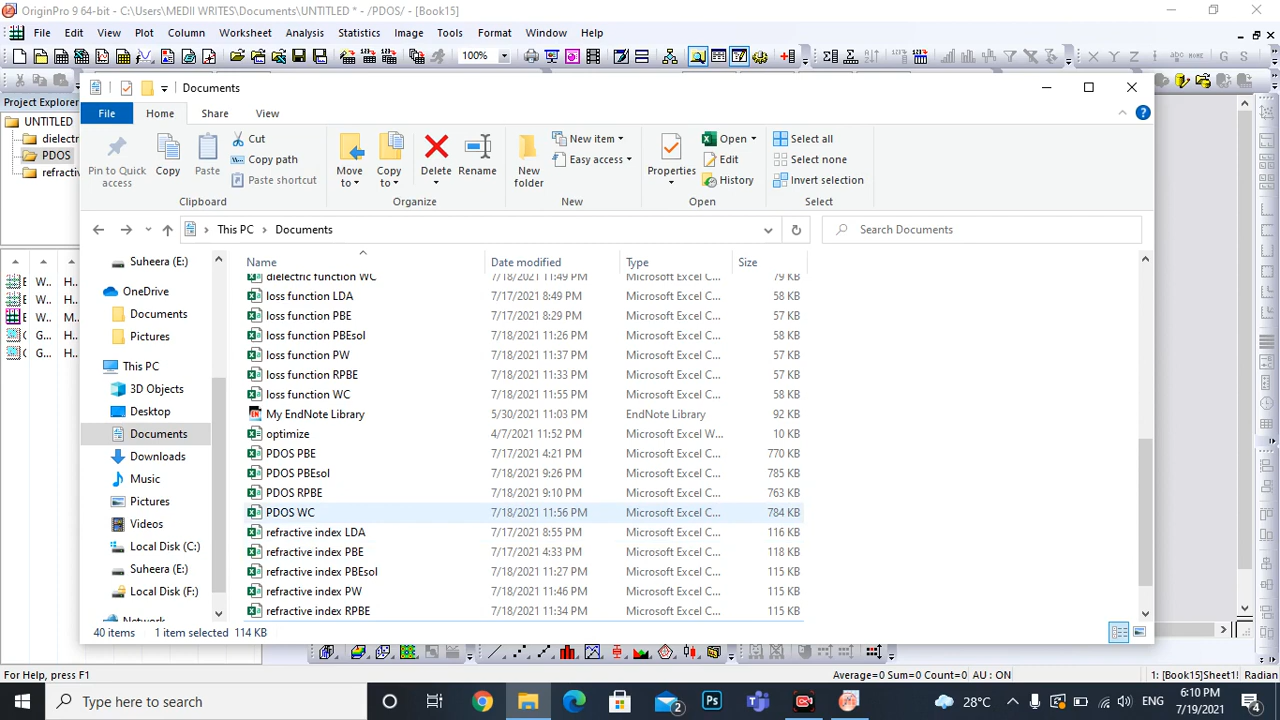 OriginPro 9 64-bit - C:\Users\MEDII WRITES\Documents\UNTITLED * - /PDOS/ - [Book15]
File Edit View Plot Column Worksheet Analysis Statistics Image Tools Format Window Help
100%
Documents
Project Explorer
File Home Share View
UNTITLED
dielectr
PDOS
refractiv
Pin to Quick access
Copy
Paste
Cut
Copy path
Paste shortcut
Move to
Copy to
Delete
Rename
New folder
New item
Easy access
Properties
Open
Edit
History
Select all
Select none
Invert selection
Clipboard Organize New Open Select
This PC > Documents
Search Documents
Name Date modified Type Size
Suheera (E:)
OneDrive
Documents
Pictures
This PC
3D Objects
Desktop
Documents
Downloads
Music
Pictures
Videos
Local Disk (C:)
Suheera (E:)
Local Disk (F:)
Network
dielectric function WC 7/18/2021 11:49 PM Microsoft Excel C... 79 KB
loss function LDA 7/17/2021 8:49 PM Microsoft Excel C... 58 KB
loss function PBE 7/17/2021 8:29 PM Microsoft Excel C... 57 KB
loss function PBEsol 7/18/2021 11:26 PM Microsoft Excel C... 58 KB
loss function PW 7/18/2021 11:37 PM Microsoft Excel C... 57 KB
loss function RPBE 7/18/2021 11:33 PM Microsoft Excel C... 57 KB
loss function WC 7/18/2021 11:55 PM Microsoft Excel C... 58 KB
My EndNote Library 5/30/2021 11:03 PM EndNote Library 92 KB
optimize 4/7/2021 11:52 PM Microsoft Excel W... 10 KB
PDOS PBE 7/17/2021 4:21 PM Microsoft Excel C... 770 KB
PDOS PBEsol 7/18/2021 9:26 PM Microsoft Excel C... 785 KB
PDOS RPBE 7/18/2021 9:10 PM Microsoft Excel C... 763 KB
PDOS WC 7/18/2021 11:56 PM Microsoft Excel C... 784 KB
refractive index LDA 7/17/2021 8:55 PM Microsoft Excel C... 116 KB
refractive index PBE 7/17/2021 4:33 PM Microsoft Excel C... 118 KB
refractive index PBEsol 7/18/2021 11:27 PM Microsoft Excel C... 115 KB
refractive index PW 7/18/2021 11:46 PM Microsoft Excel C... 115 KB
refractive index RPBE 7/18/2021 11:34 PM Microsoft Excel C... 115 KB
W... H...
W... H...
W... M...
G... H...
G... H...
40 items 1 item selected 114 KB
For Help, press F1
Average=0 Sum=0 Count=0 AU : ON 1: [Book15]Sheet1! Radian
Type here to search
28°C
ENG
6:10 PM
7/19/2021